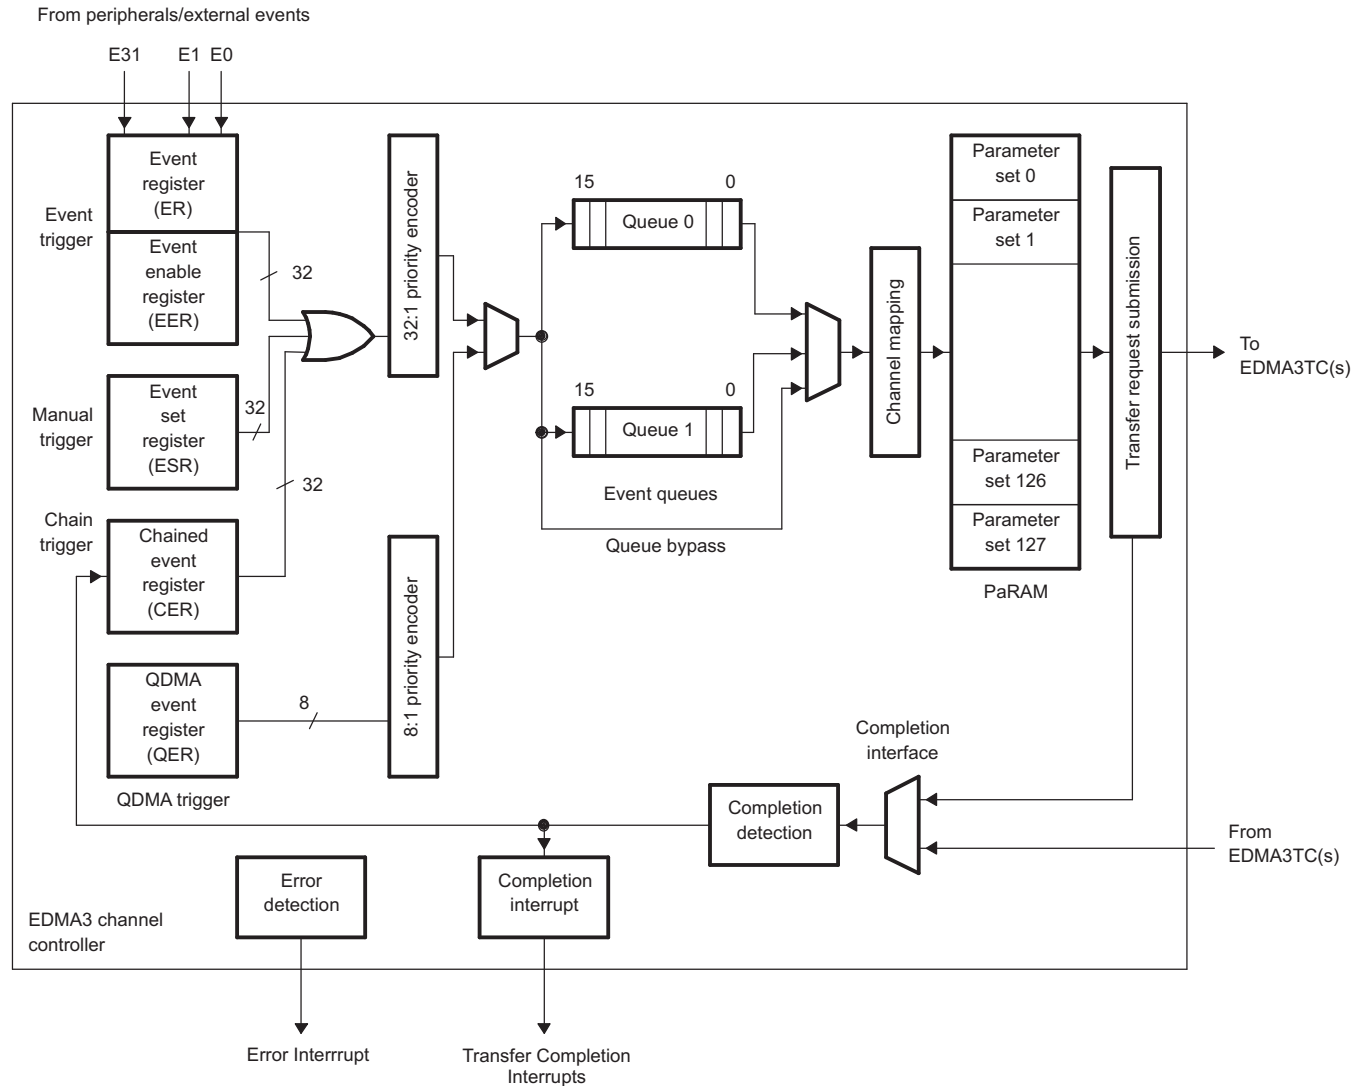 From peripherals/external events
E31
E1
E0
Event
register
(ER)
Event
trigger
Event
enable
register
(EER)
32
Manual
trigger
Event
set
register
(ESR)
32
32
Chain
trigger
Chained
event
register
(CER)
QDMA
event
register
(QER)
8
QDMA trigger
32:1 priority encoder
8:1 priority encoder
15
0
Queue 0
15
0
Queue 1
Event queues
Queue bypass
Channel mapping
Parameter
set 0
Parameter
set 1
Parameter
set 126
Parameter
set 127
PaRAM
Transfer request submission
To
EDMA3TC(s)
Completion
interface
Completion
detection
From
EDMA3TC(s)
Error
detection
Completion
interrupt
EDMA3 channel
controller
Error Interrrupt
Transfer Completion
Interrupts